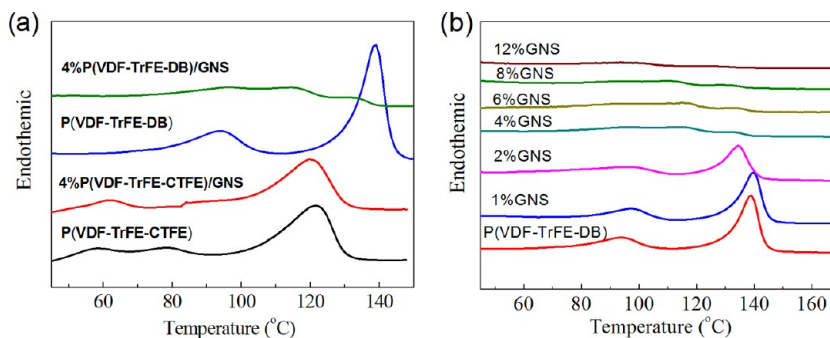 (a)
4%P(VDF-TrFE-DB)/GNS
P(VDF-TrFE-DB)
4%P(VDF-TrFE-CTFE)/GNS
P(VDF-TrFE-CTFE)
Endothemic
60 80 100 120 140
Temperature (°C)
(b)
12%GNS
8%GNS
6%GNS
4%GNS
2%GNS
1%GNS
P(VDF-TrFE-DB)
Endothemic
60 80 100 120 140 160
Temperature (°C)